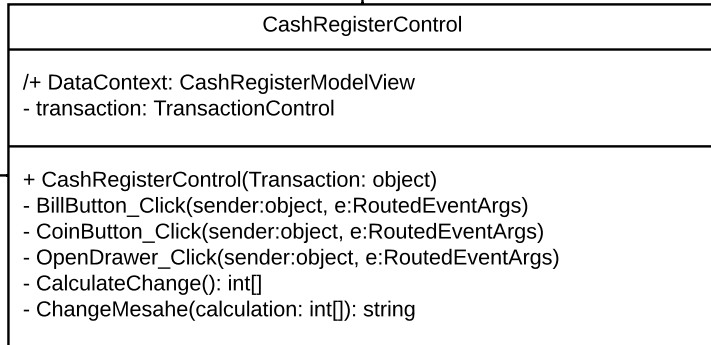 CashRegisterControl
/+ DataContext: CashRegisterModelView
- transaction: TransactionControl
+ CashRegisterControl(Transaction: object)
- BillButton_Click(sender:object, e:RoutedEventArgs)
- CoinButton_Click(sender:object, e:RoutedEventArgs)
- OpenDrawer_Click(sender:object, e:RoutedEventArgs)
- CalculateChange(): int[]
- ChangeMesahe(calculation: int[]): string